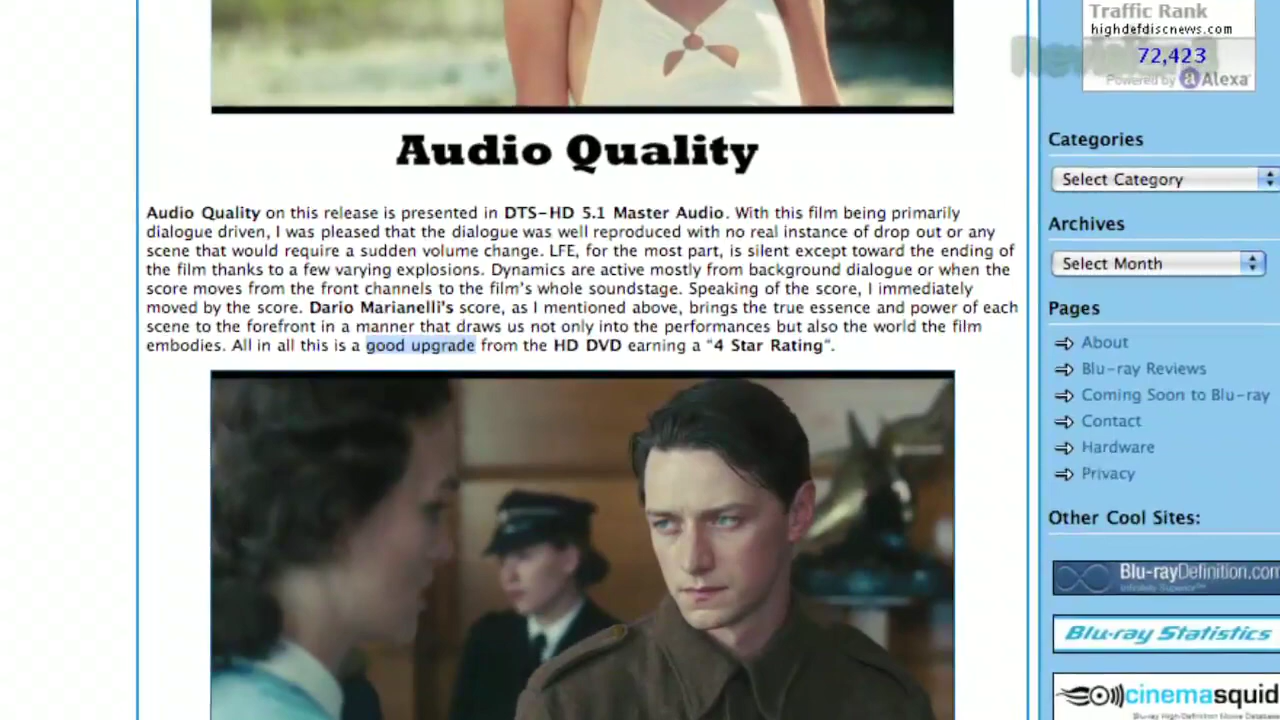 Traffic Rank
highdefdiscnews.com
72,423
Powered by Alexa
Audio Quality
Audio Quality on this release is presented in DTS-HD 5.1 Master Audio. With this film being primarily
dialogue driven, I was pleased that the dialogue was well reproduced with no real instance of drop out or any
scene that would require a sudden volume change. LFE, for the most part, is silent except toward the ending of
the film thanks to a few varying explosions. Dynamics are active mostly from background dialogue or when the
score moves from the front channels to the film's whole soundstage. Speaking of the score, I immediately
moved by the score. Dario Marianelli's score, as I mentioned above, brings the true essence and power of each
scene to the forefront in a manner that draws us not only into the performances but also the world the film
embodies. All in all this is a good upgrade from the HD DVD earning a "4 Star Rating".
Categories
Select Category
Archives
Select Month
Pages
About
Blu-ray Reviews
Coming Soon to Blu-ray
Contact
Hardware
Privacy
Other Cool Sites:
Blu-rayDefinition.com
Blu-ray Statistics
cinemasquid
Blu-ray High-Definition Movie Database